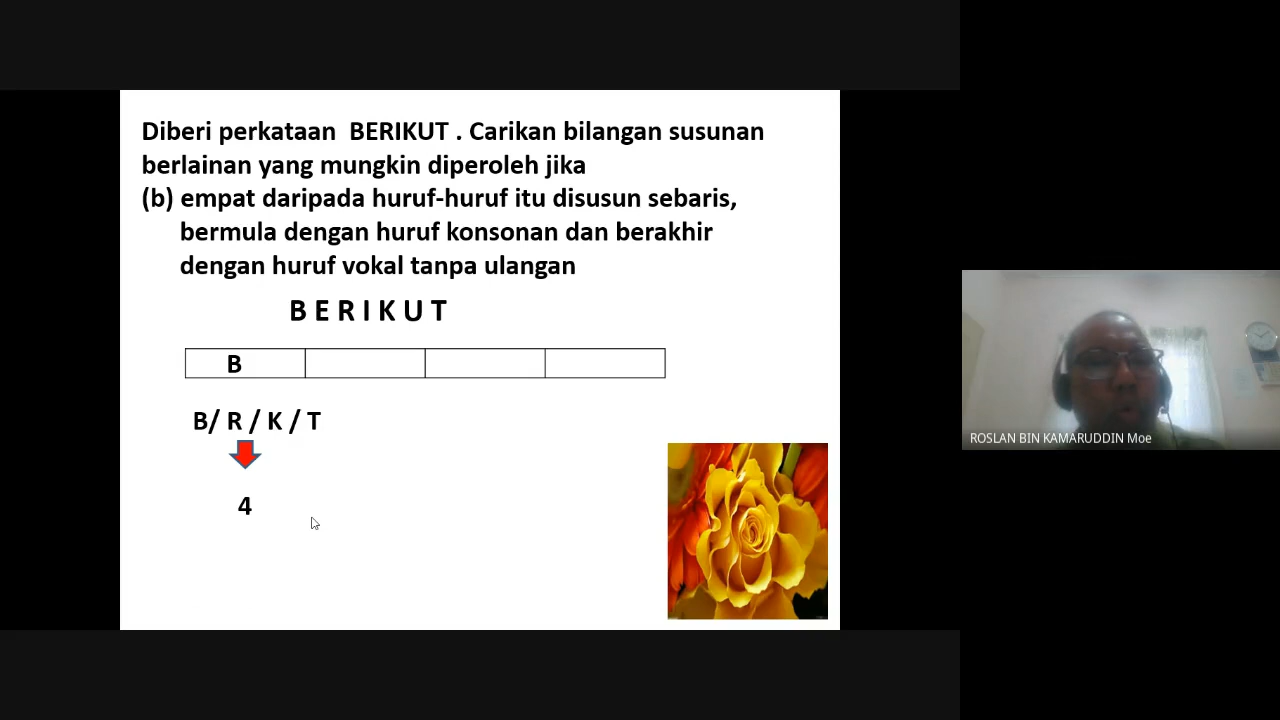 Diberi perkataan BERIKUT . Carikan bilangan susunan
berlainan yang mungkin diperoleh jika
(b) empat daripada huruf-huruf itu disusun sebaris,
bermula dengan huruf konsonan dan berakhir
dengan huruf vokal tanpa ulangan
B E R I K U T
B
B/ R / K / T
4
ROSLAN BIN KAMARUDDIN Moe